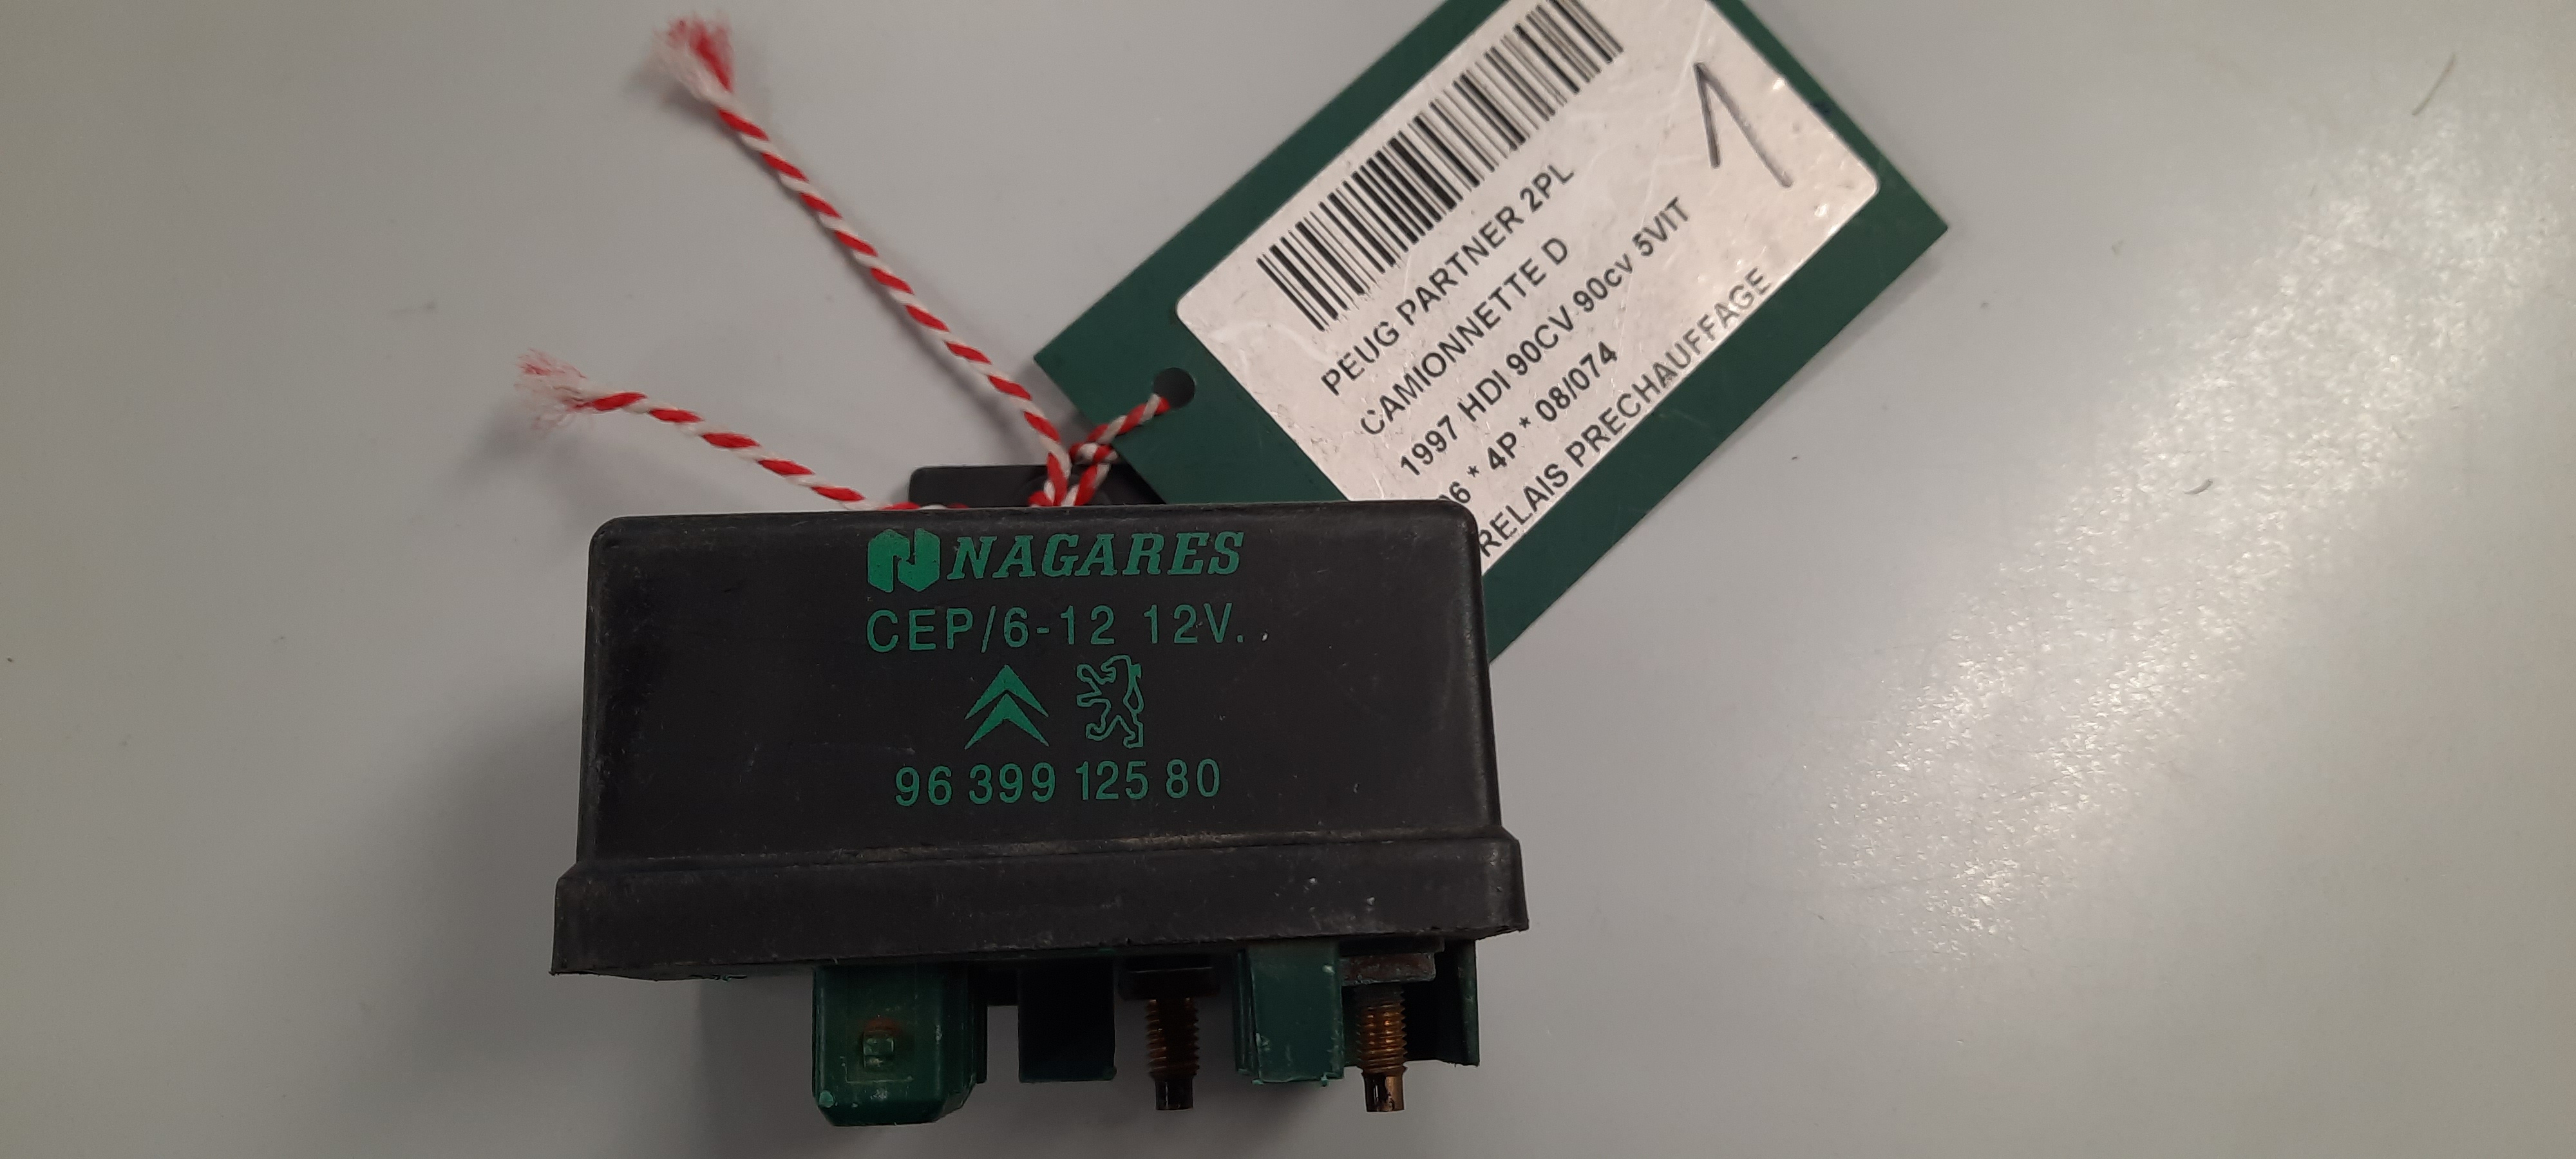 1
PEUG PARTNER 2PL
CAMIONNETTE D
1997 HDI 90CV 90cv 5VIT
* 4P * 08/074
RELAIS PRECHAUFFAGE
NAGARES
CEP/6-12 12V.
96 399 125 80